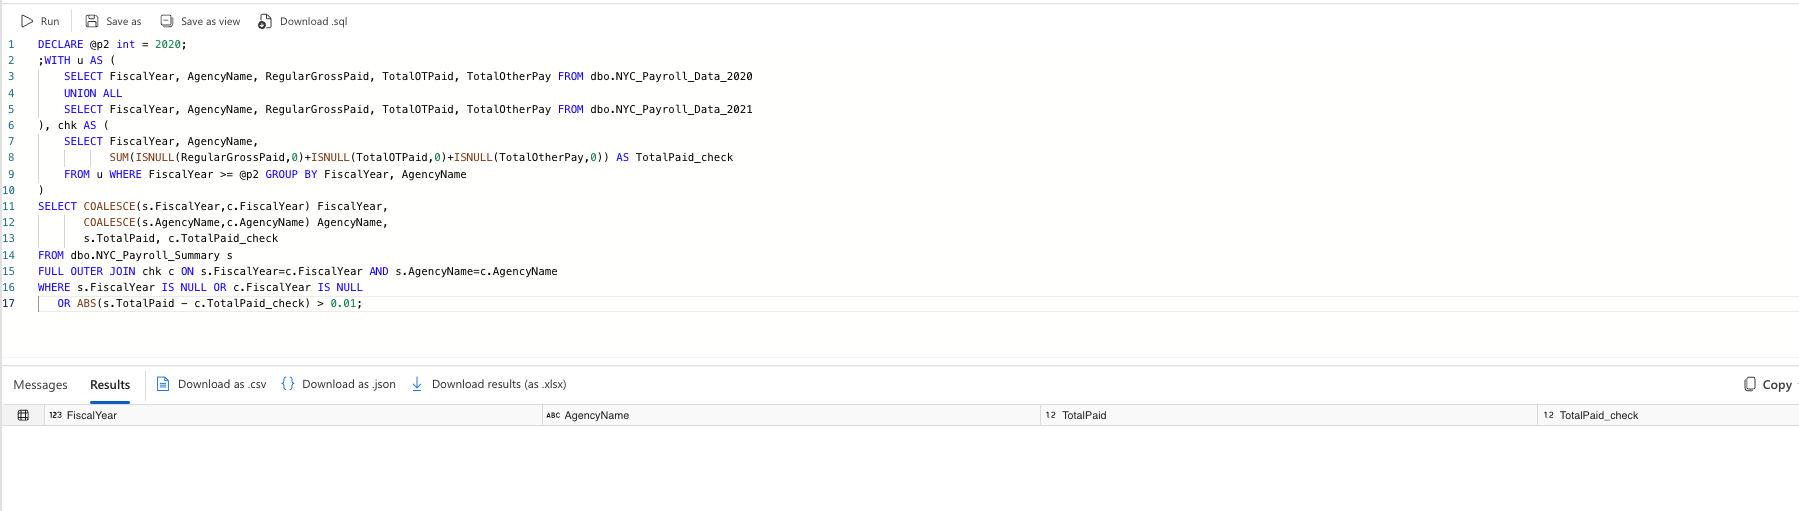 Run Save as Save as view Download .sql
1 DECLARE @p2 int = 2020;
2 ;WITH u AS (
3 SELECT FiscalYear, AgencyName, RegularGrossPaid, TotalOTPaid, TotalOtherPay FROM dbo.NYC_Payroll_Data_2020
4 UNION ALL
5 SELECT FiscalYear, AgencyName, RegularGrossPaid, TotalOTPaid, TotalOtherPay FROM dbo.NYC_Payroll_Data_2021
6 ), chk AS (
7 SELECT FiscalYear, AgencyName,
8 SUM(ISNULL(RegularGrossPaid,0)+ISNULL(TotalOTPaid,0)+ISNULL(TotalOtherPay,0)) AS TotalPaid_check
9 FROM u WHERE FiscalYear >= @p2 GROUP BY FiscalYear, AgencyName
10 )
11 SELECT COALESCE(s.FiscalYear,c.FiscalYear) FiscalYear,
12 COALESCE(s.AgencyName,c.AgencyName) AgencyName,
13 s.TotalPaid, c.TotalPaid_check
14 FROM dbo.NYC_Payroll_Summary s
15 FULL OUTER JOIN chk c ON s.FiscalYear=c.FiscalYear AND s.AgencyName=c.AgencyName
16 WHERE s.FiscalYear IS NULL OR c.FiscalYear IS NULL
17 OR ABS(s.TotalPaid - c.TotalPaid_check) > 0.01;
Messages Results Download as .csv {} Download as .json Download results (as .xlsx) Copy
123 FiscalYear ABC AgencyName 12 TotalPaid 12 TotalPaid_check